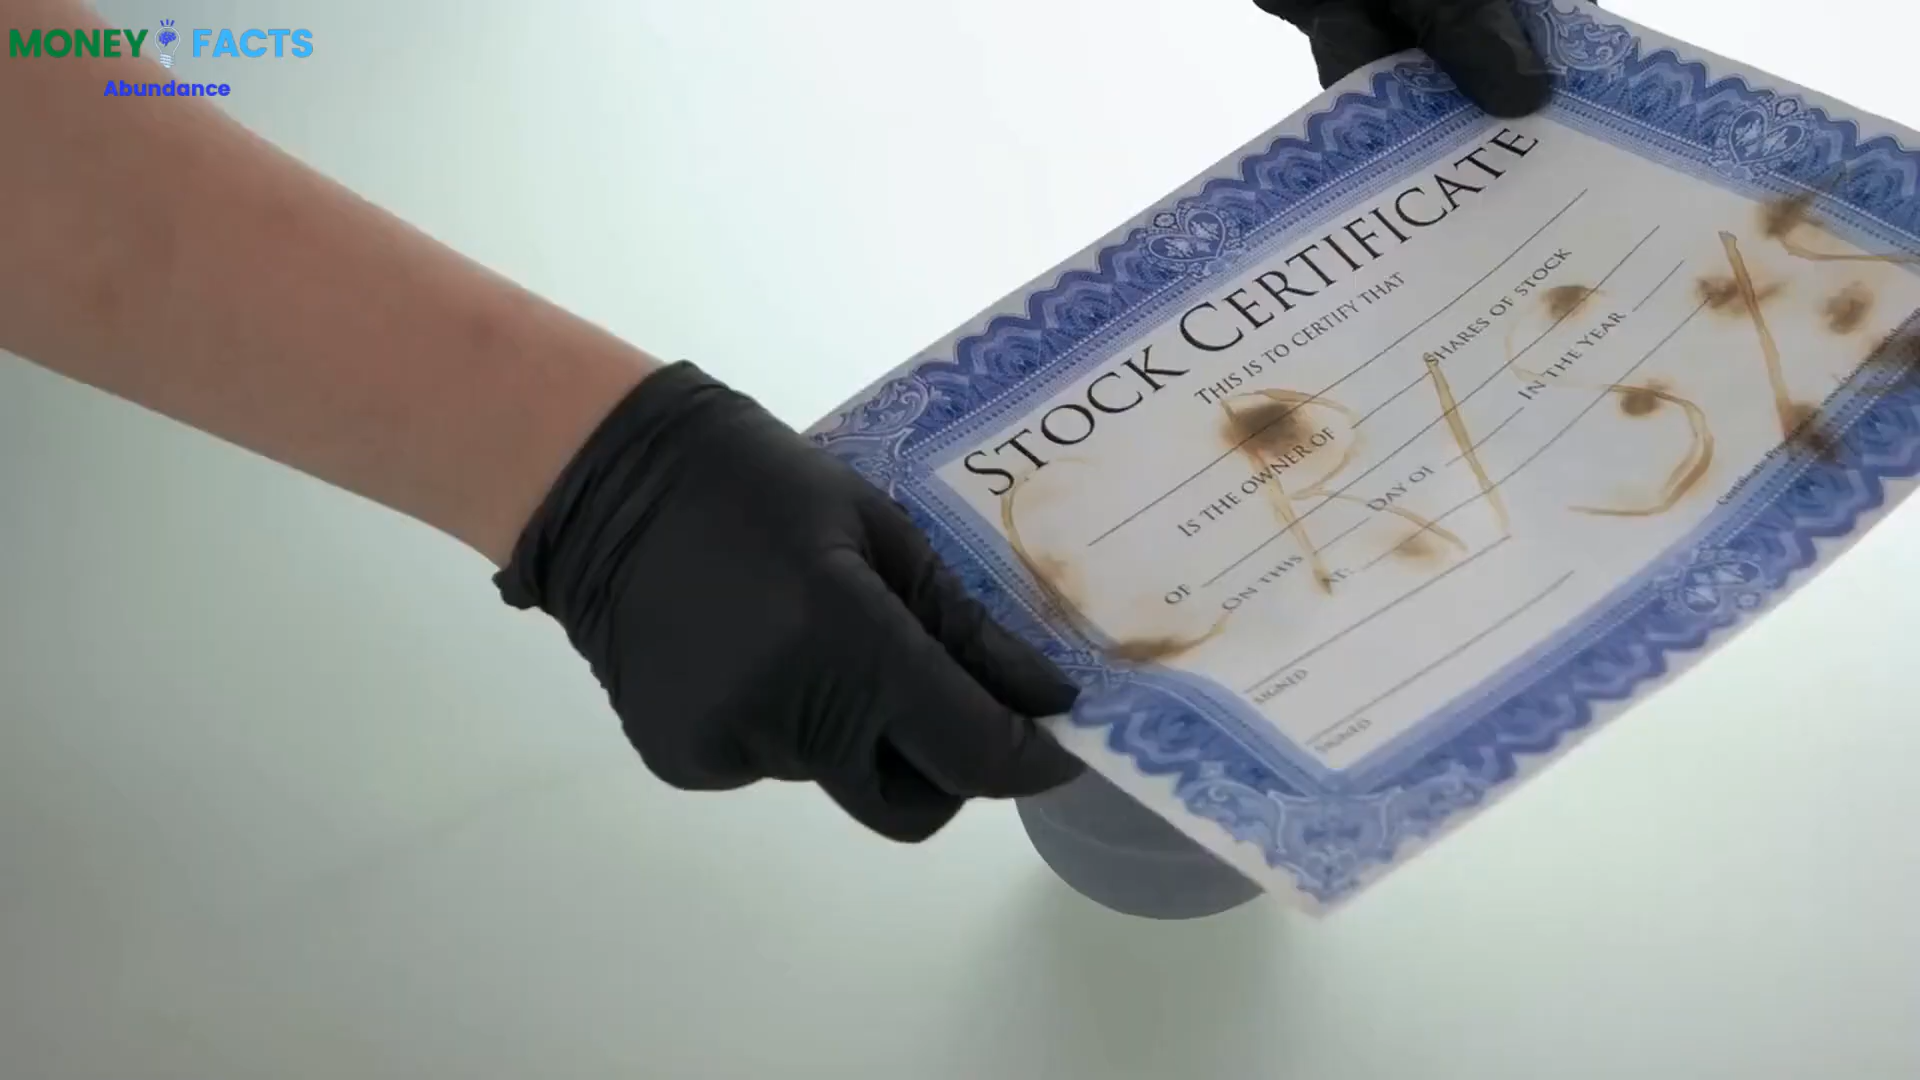 MONEY FACTS
Abundance
STOCK CERTIFICATE
THIS IS TO CERTIFY THAT
IS THE OWNER OF
SHARES OF STOCK
OF
ON THIS
DAY OF
IN THE YEAR
AT:
CRISI
SIGNED
SIGNED